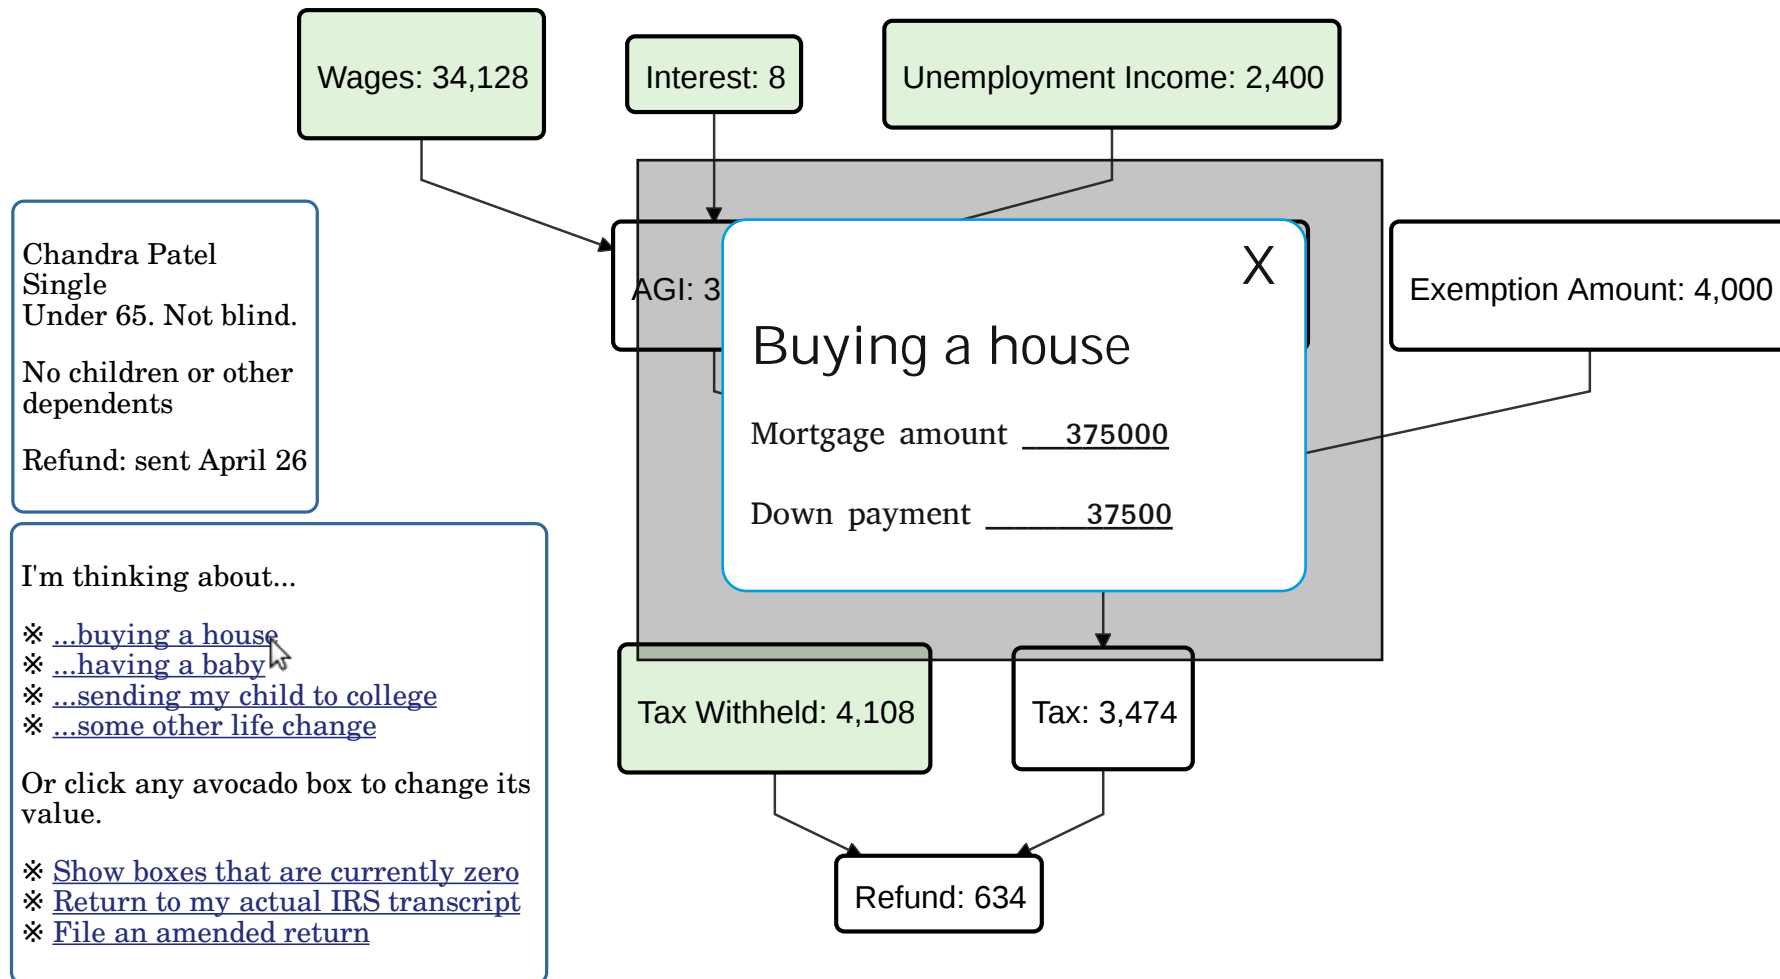 Wages: 34,128
Interest: 8
Unemployment Income: 2,400
Chandra Patel
Single
Under 65. Not blind.
No children or other
dependents
Refund: sent April 26
AGI: 3
X
Buying a house
Mortgage amount 375000
Down payment 37500
Exemption Amount: 4,000
I'm thinking about...
※ ...buying a house
※ ...having a baby
※ ...sending my child to college
※ ...some other life change
Or click any avocado box to change its
value.
※ Show boxes that are currently zero
※ Return to my actual IRS transcript
※ File an amended return
Tax Withheld: 4,108
Tax: 3,474
Refund: 634